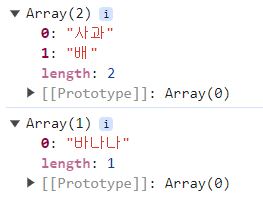 ▼ Array(2) i
0: "사과"
1: "배"
length: 2
▶ [[Prototype]]: Array(0)
▼ Array(1) i
0: "바나나"
length: 1
▶ [[Prototype]]: Array(0)